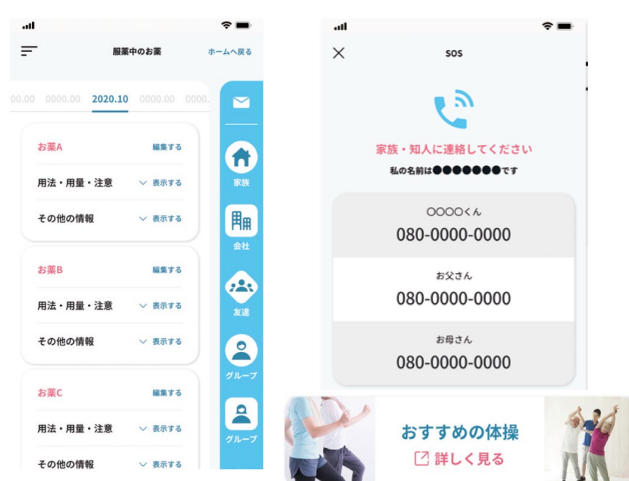 服薬中のお薬
ホームへ戻る
00.00 0000.00 2020.10 0000.00 0000.
お薬A
編集する
用法・用量・注意
表示する
その他の情報
表示する
お薬B
編集する
用法・用量・注意
表示する
その他の情報
表示する
お薬C
編集する
用法・用量・注意
表示する
その他の情報
表示する
家族
会社
友達
グループ
グループ
SOS
家族・知人に連絡してください
私の名前は●●●●●●●です
○○○○くん
080-0000-0000
お父さん
080-0000-0000
お母さん
080-0000-0000
おすすめの体操
詳しく見る